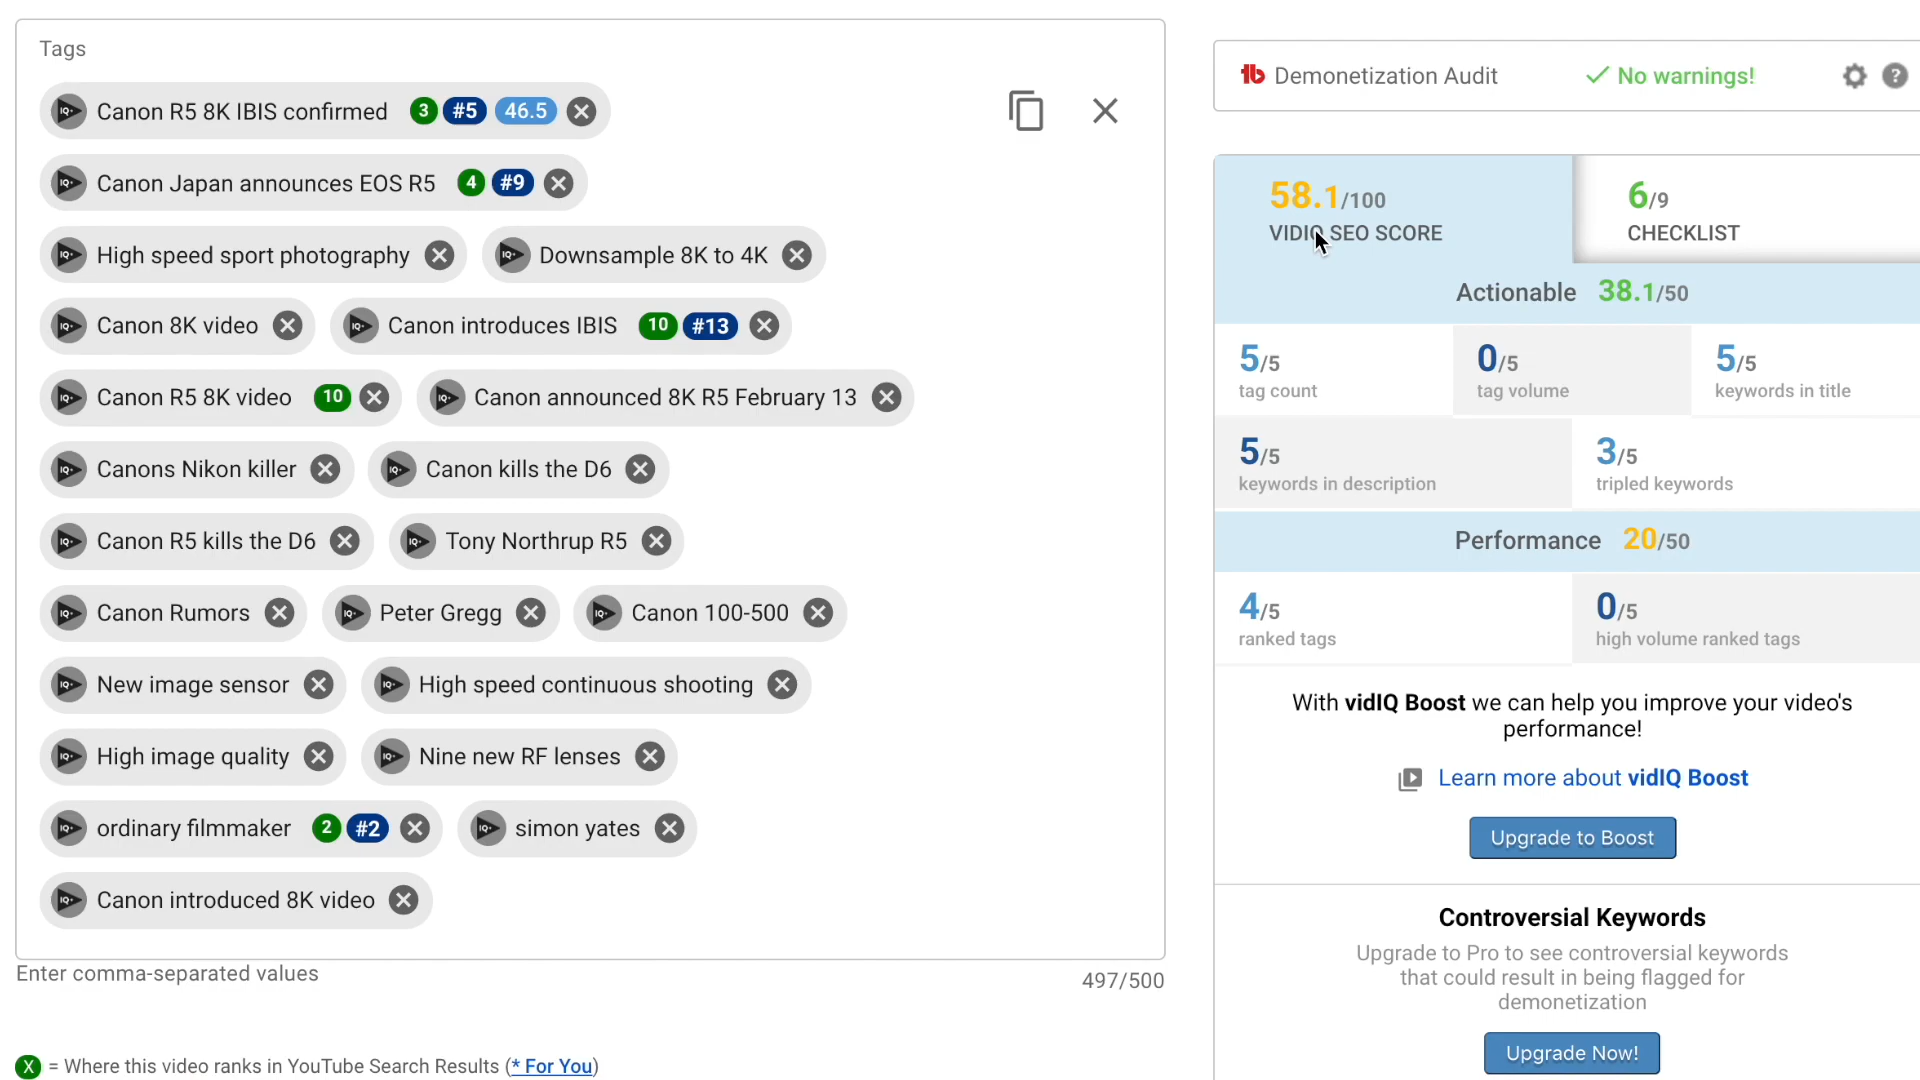 Tags
Canon R5 8K IBIS confirmed 3 #5 46.5
Canon Japan announces EOS R5 4 #9
High speed sport photography Downsample 8K to 4K
Canon 8K video Canon introduces IBIS 10 #13
Canon R5 8K video 10 Canon announced 8K R5 February 13
Canons Nikon killer Canon kills the D6
Canon R5 kills the D6 Tony Northrup R5
Canon Rumors Peter Gregg Canon 100-500
New image sensor High speed continuous shooting
High image quality Nine new RF lenses
ordinary filmmaker 2 #2 simon yates
Canon introduced 8K video
Enter comma-separated values 497/500
X = Where this video ranks in YouTube Search Results (* For You)
tb Demonetization Audit No warnings! ?
58.1/100 6/9
VIDIQ SEO SCORE CHECKLIST
Actionable 38.1/50
5/5 0/5 5/5
tag count tag volume keywords in title
5/5 3/5
keywords in description tripled keywords
Performance 20/50
4/5 0/5
ranked tags high volume ranked tags
With vidIQ Boost we can help you improve your video's
performance!
Learn more about vidIQ Boost
Upgrade to Boost
Controversial Keywords
Upgrade to Pro to see controversial keywords
that could result in being flagged for
demonetization
Upgrade Now!